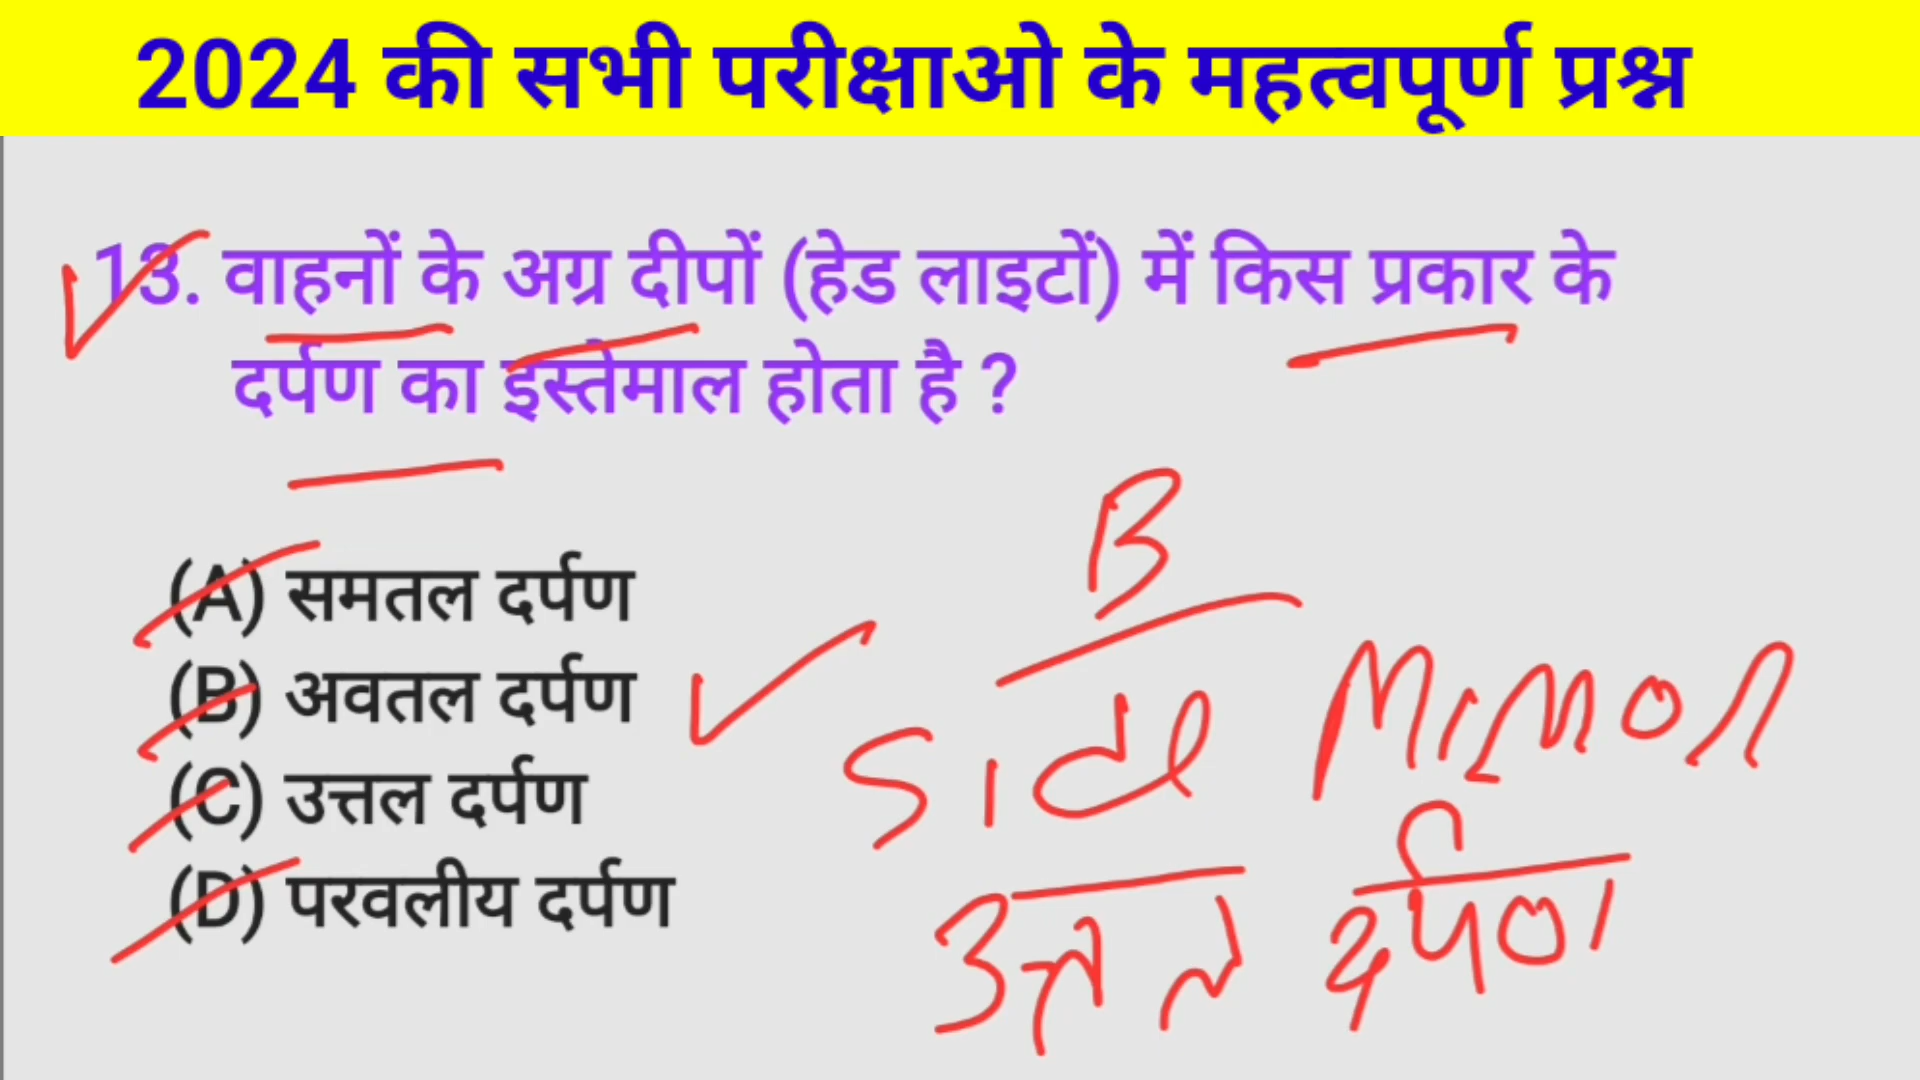 2024 की सभी परीक्षाओ के महत्वपूर्ण प्रश्न
13. वाहनों के अग्र दीपों (हेड लाइटों) में किस प्रकार के
दर्पण का इस्तेमाल होता है ?
(A) समतल दर्पण
(B) अवतल दर्पण
(C) उत्तल दर्पण
(D) परवलीय दर्पण
B
Side Mirror
उत्तल दर्पण